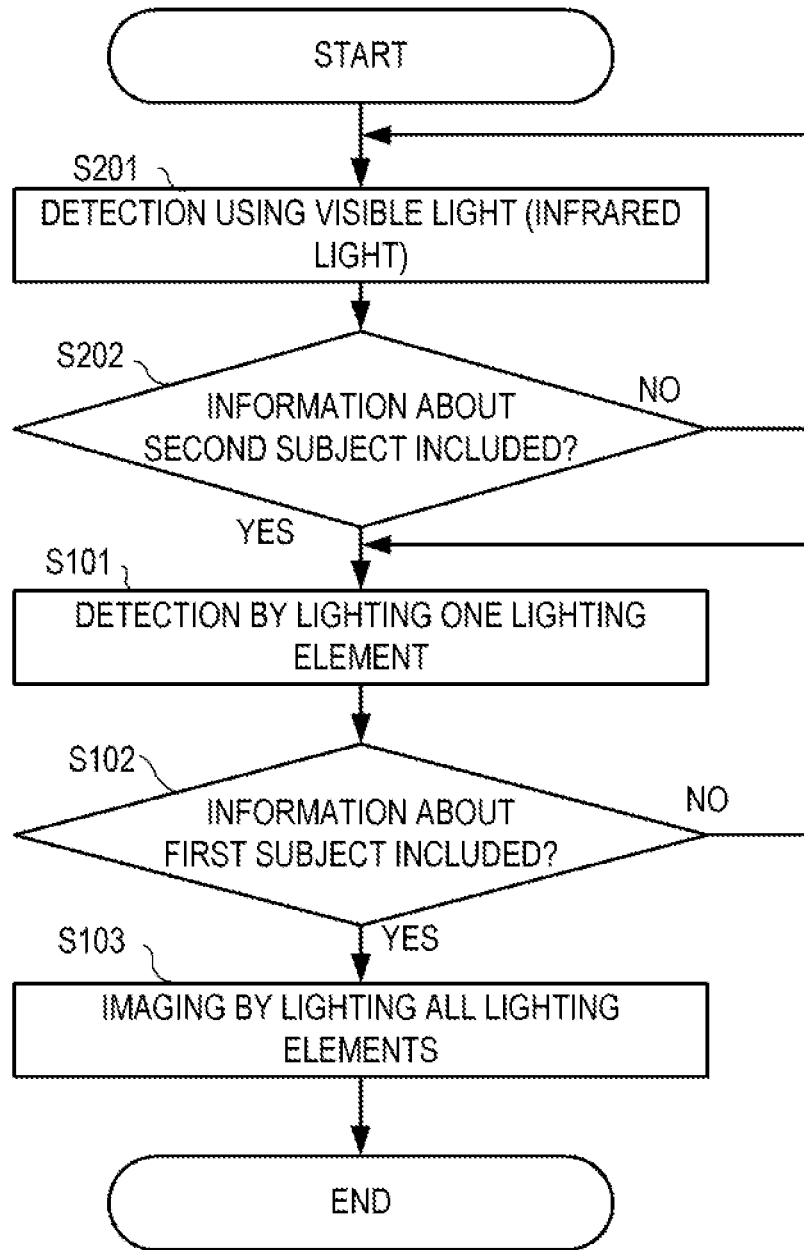 START
S201
DETECTION USING VISIBLE LIGHT (INFRARED
LIGHT)
S202
INFORMATION ABOUT
SECOND SUBJECT INCLUDED?
NO
YES
S101
DETECTION BY LIGHTING ONE LIGHTING
ELEMENT
S102
INFORMATION ABOUT
FIRST SUBJECT INCLUDED?
NO
YES
S103
IMAGING BY LIGHTING ALL LIGHTING
ELEMENTS
END